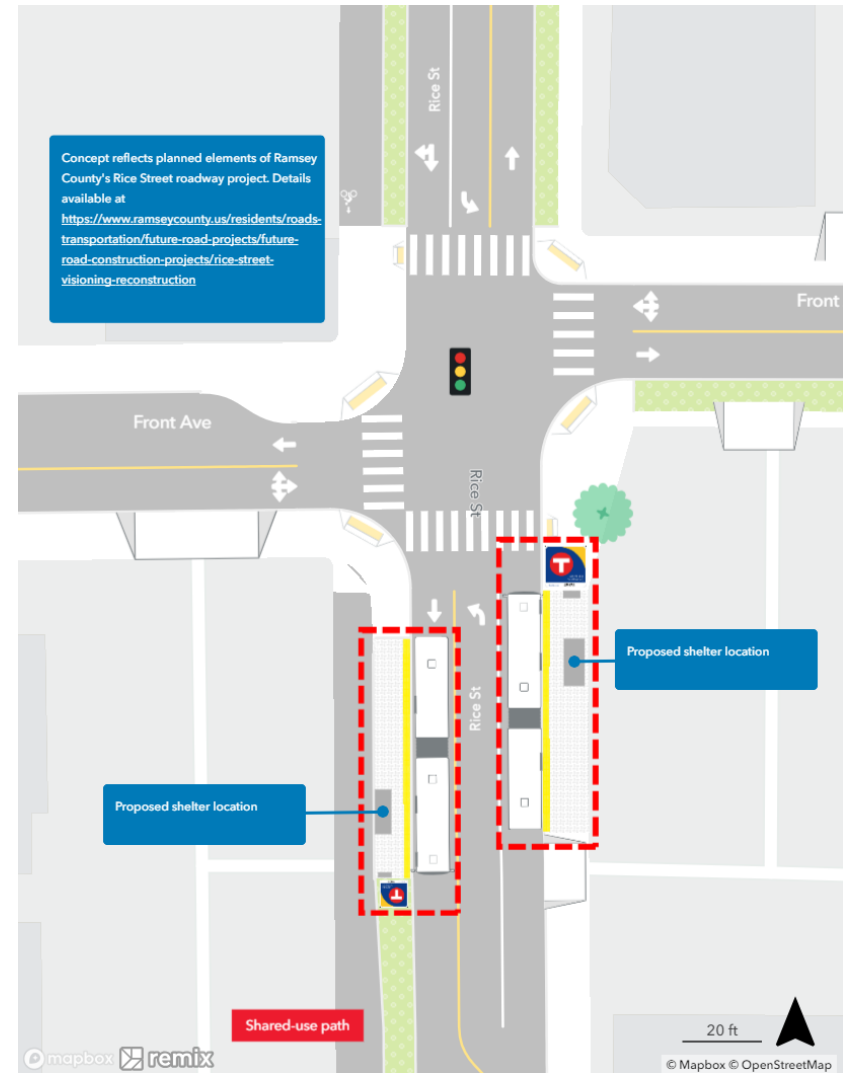 Rice St
Concept reflects planned elements of Ramsey
County's Rice Street roadway project. Details
available at
https://www.ramseycounty.us/residents/roads-
transportation/future-road-projects/future-
road-construction-projects/rice-street-
visioning-reconstruction
Front
Front Ave
Rice St
T
Proposed shelter location
Rice St
Proposed shelter location
T
Shared-use path
20 ft
mapbox remix
© Mapbox © OpenStreetMap